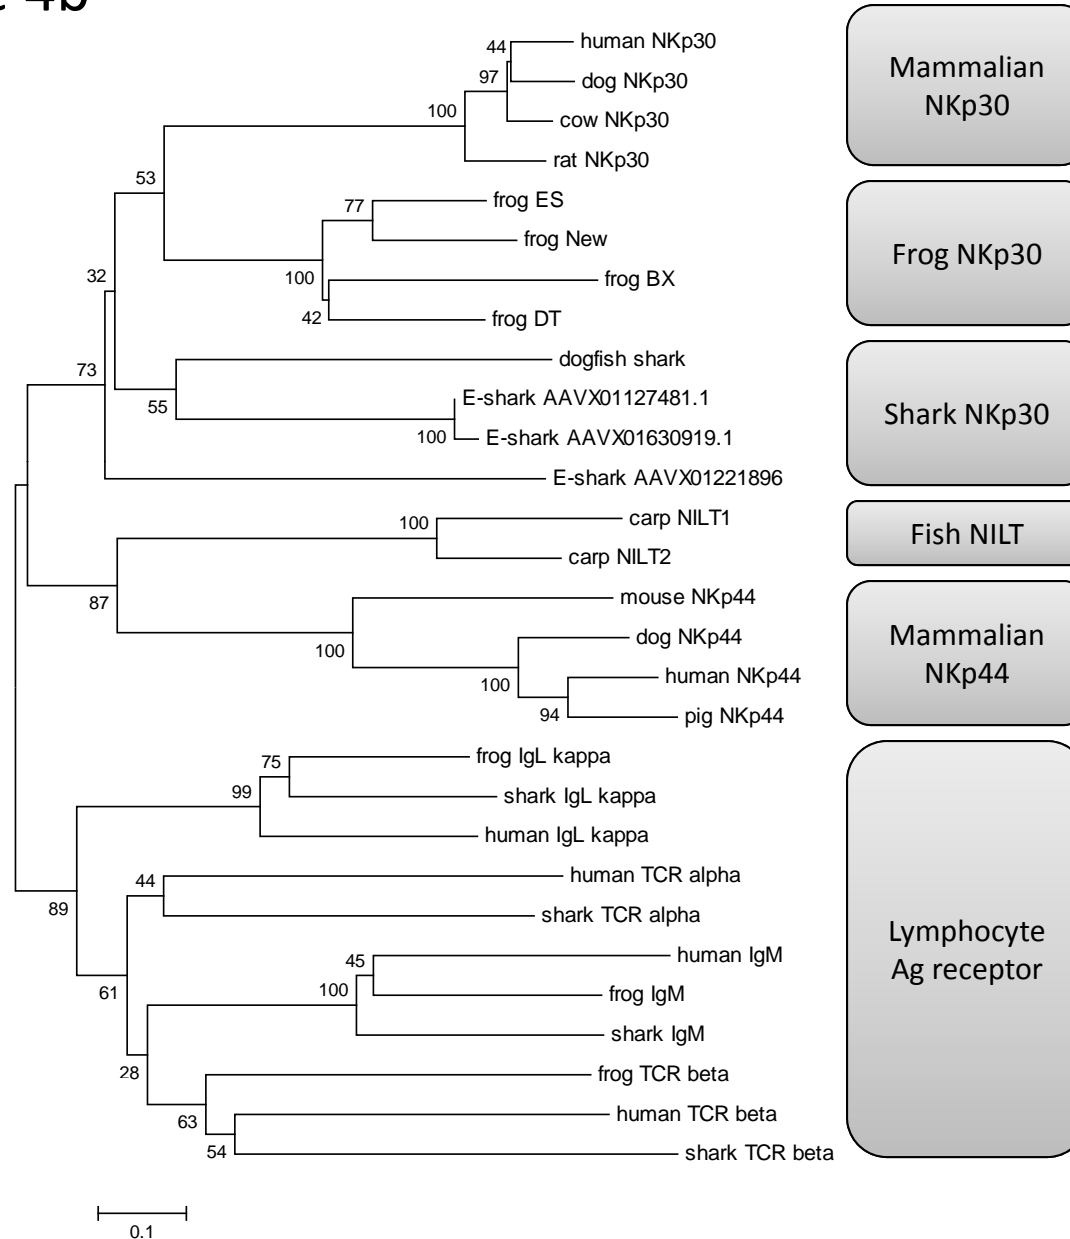 4b
44
human NKp30
97
dog NKp30
100
cow NKp30
rat NKp30
Mammalian
NKp30
53
77
frog ES
frog New
100
frog BX
42
frog DT
Frog NKp30
32
73
dogfish shark
55
E-shark AAVX01127481.1
100
E-shark AAVX01630919.1
E-shark AAVX01221896
Shark NKp30
100
carp NILT1
carp NILT2
Fish NILT
87
mouse NKp44
100
dog NKp44
100
human NKp44
94
pig NKp44
Mammalian
NKp44
75
frog IgL kappa
99
shark IgL kappa
human IgL kappa
44
human TCR alpha
89
shark TCR alpha
45
human IgM
100
frog IgM
61
shark IgM
28
frog TCR beta
63
human TCR beta
54
shark TCR beta
Lymphocyte
Ag receptor
0.1